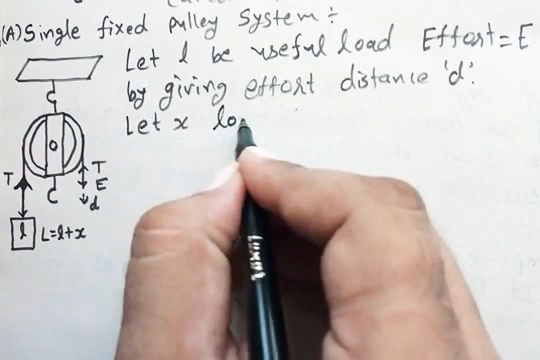 (A) Single fixed pulley system ÷
Let l be useful load Effort = E
by giving effort distance 'd'.
Let x lo
T
T
E
d
l
L = l + x
Luxor